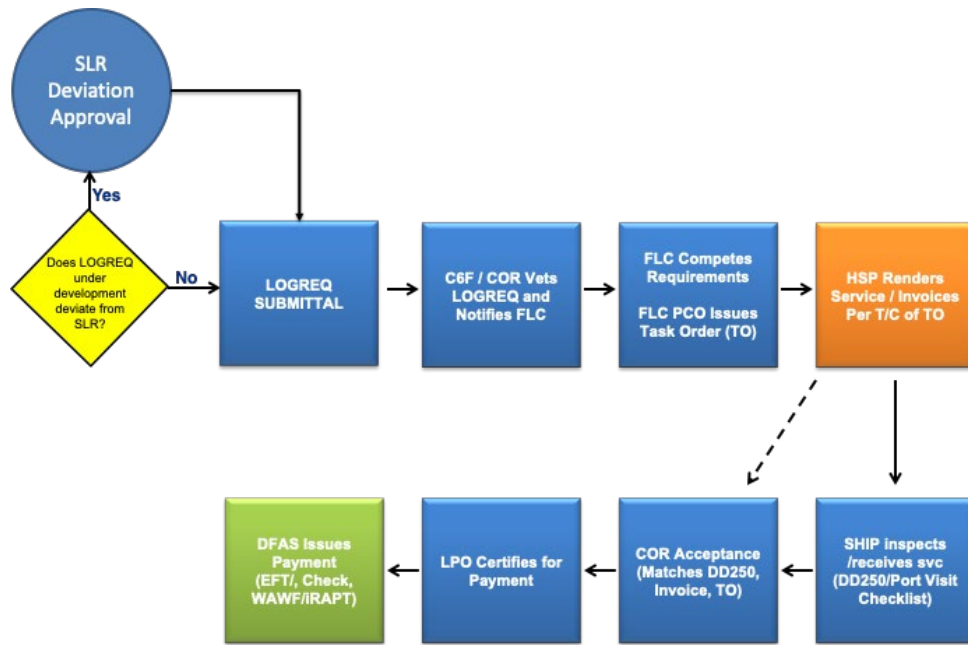 SLR
Deviation
Approval
Yes
Does LOGREQ
under
development
deviate from
SLR?
No
LOGREQ
SUBMITTAL
C6F / COR Vets
LOGREQ and
Notifies FLC
FLC Competes
Requirements
FLC PCO Issues
Task Order (TO)
HSP Renders
Service / Invoices
Per T/C of TO
DFAS Issues
Payment
(EFT/, Check,
WAWF/iRAPT)
LPO Certifies for
Payment
COR Acceptance
(Matches DD250,
Invoice, TO)
SHIP inspects
/receives svc
(DD250/Port Visit
Checklist)